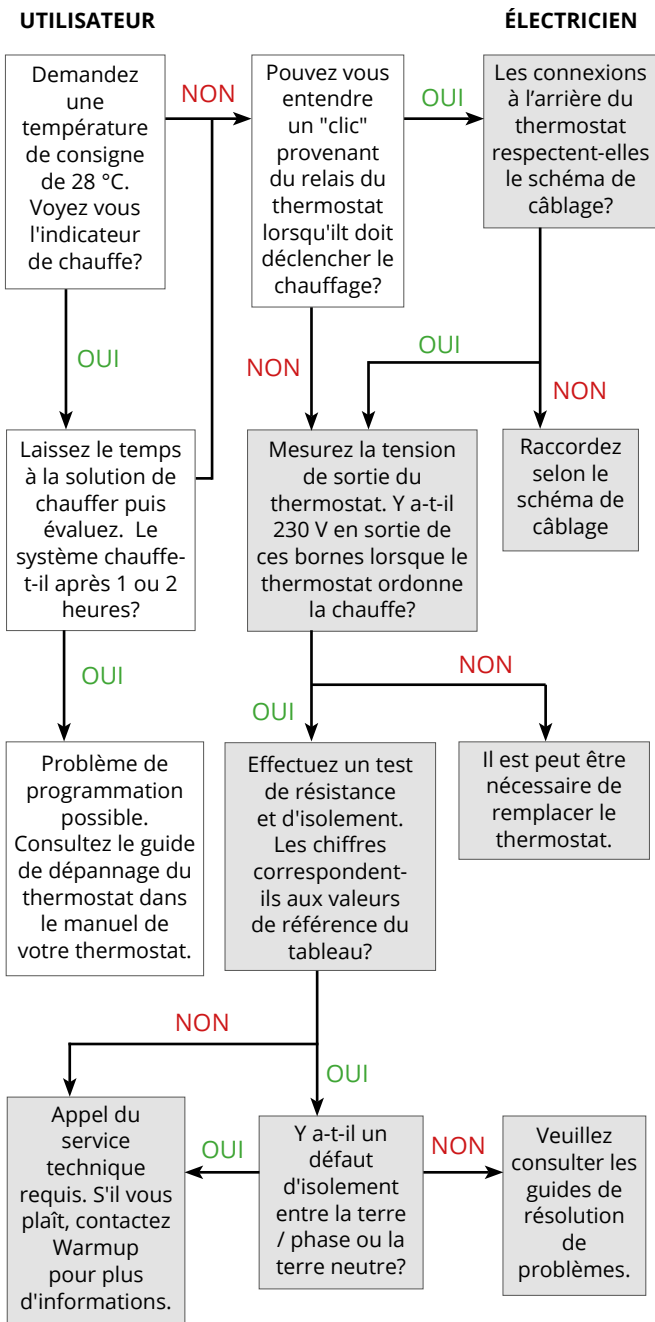 UTILISATEUR
ÉLECTRICIEN
Demandez
une
température
de consigne
de 28 °C.
Voyez vous
l'indicateur
de chauffe?
NON
Pouvez vous
entendre
un "clic"
provenant
du relais du
thermostat
lorsqu'ilt doit
déclencher le
chauffage?
OUI
Les connexions
à l’arrière du
thermostat
respectent-elles
le schéma de
câblage?
OUI
NON
OUI
NON
Laissez le temps
à la solution de
chauffer puis
évaluez. Le
système chauffe-
t-il après 1 ou 2
heures?
Mesurez la tension
de sortie du
thermostat. Y a-t-il
230 V en sortie de
ces bornes lorsque le
thermostat ordonne
la chauffe?
Raccordez
selon le
schéma de
câblage
OUI
OUI
NON
Problème de
programmation
possible.
Consultez le guide
de dépannage du
thermostat dans
le manuel de
votre thermostat.
Effectuez un test
de résistance
et d'isolement.
Les chiffres
correspondent-
ils aux valeurs
de référence du
tableau?
Il est peut être
nécessaire de
remplacer le
thermostat.
NON
OUI
Appel du
service
technique
requis. S'il vous
plaît, contactez
Warmup
pour plus
d'informations.
OUI
Y a-t-il un
défaut
d'isolement
entre la terre
/ phase ou la
terre neutre?
NON
Veuillez
consulter les
guides de
résolution
de
problèmes.